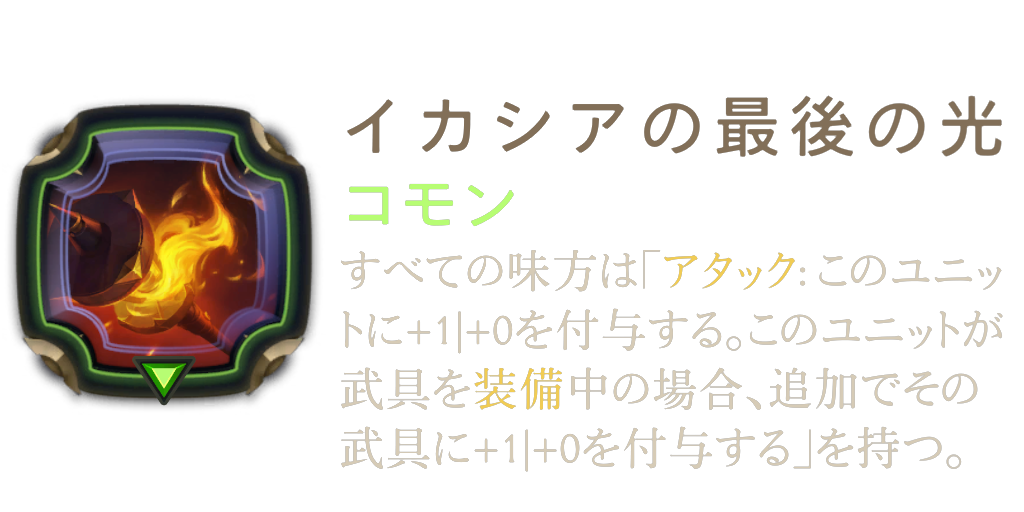 イカシアの最後の光
コモン
すべての味方は「アタック: このユニッ
トに+1|+0を付与する。このユニットが
武具を装備中の場合、追加でその
武具に+1|+0を付与する」を持つ。